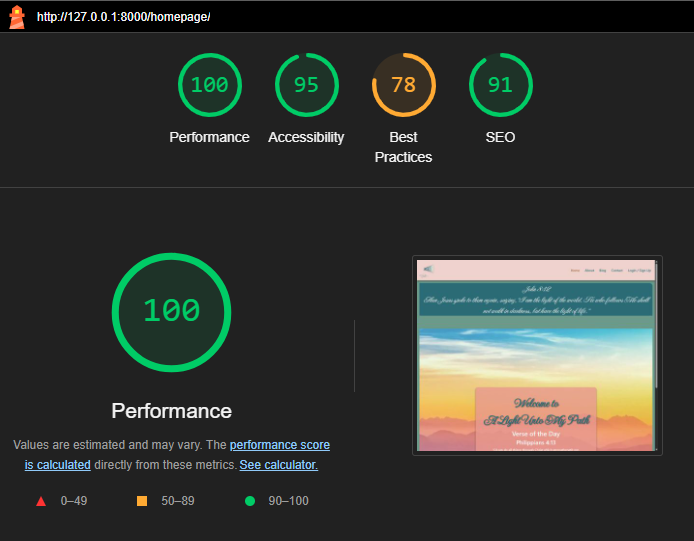 http://127.0.0.1:8000/homepage/
100
95
78
91
Performance
Accessibility
Best
Practices
SEO
100
Performance
Values are estimated and may vary. The performance score
is calculated directly from these metrics. See calculator.
0–49
50–89
90–100
Home About Blog Contact Login / Sign Up
John 8:12
When Jesus spoke to them again, saying, "I am the light of the world. He who follows Me shall
not walk in darkness, but have the light of life."
Welcome to
A Light Unto My Path
Verse of the Day
Philippians 4:11